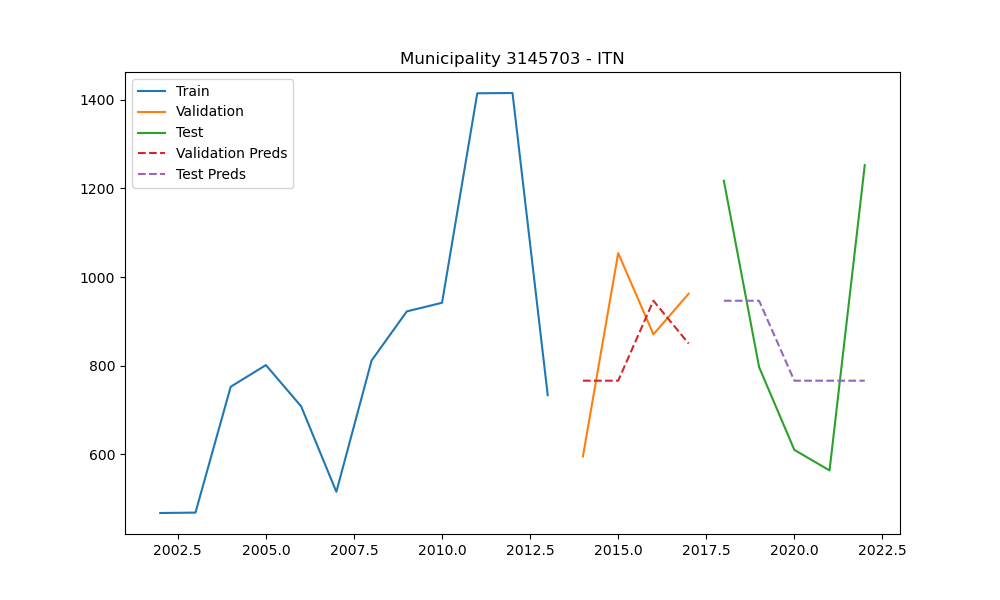 Municipality 3145703 - ITN
Train
Validation
Test
Validation Preds
Test Preds
1400
1200
1000
800
600
2002.5 2005.0 2007.5 2010.0 2012.5 2015.0 2017.5 2020.0 2022.5